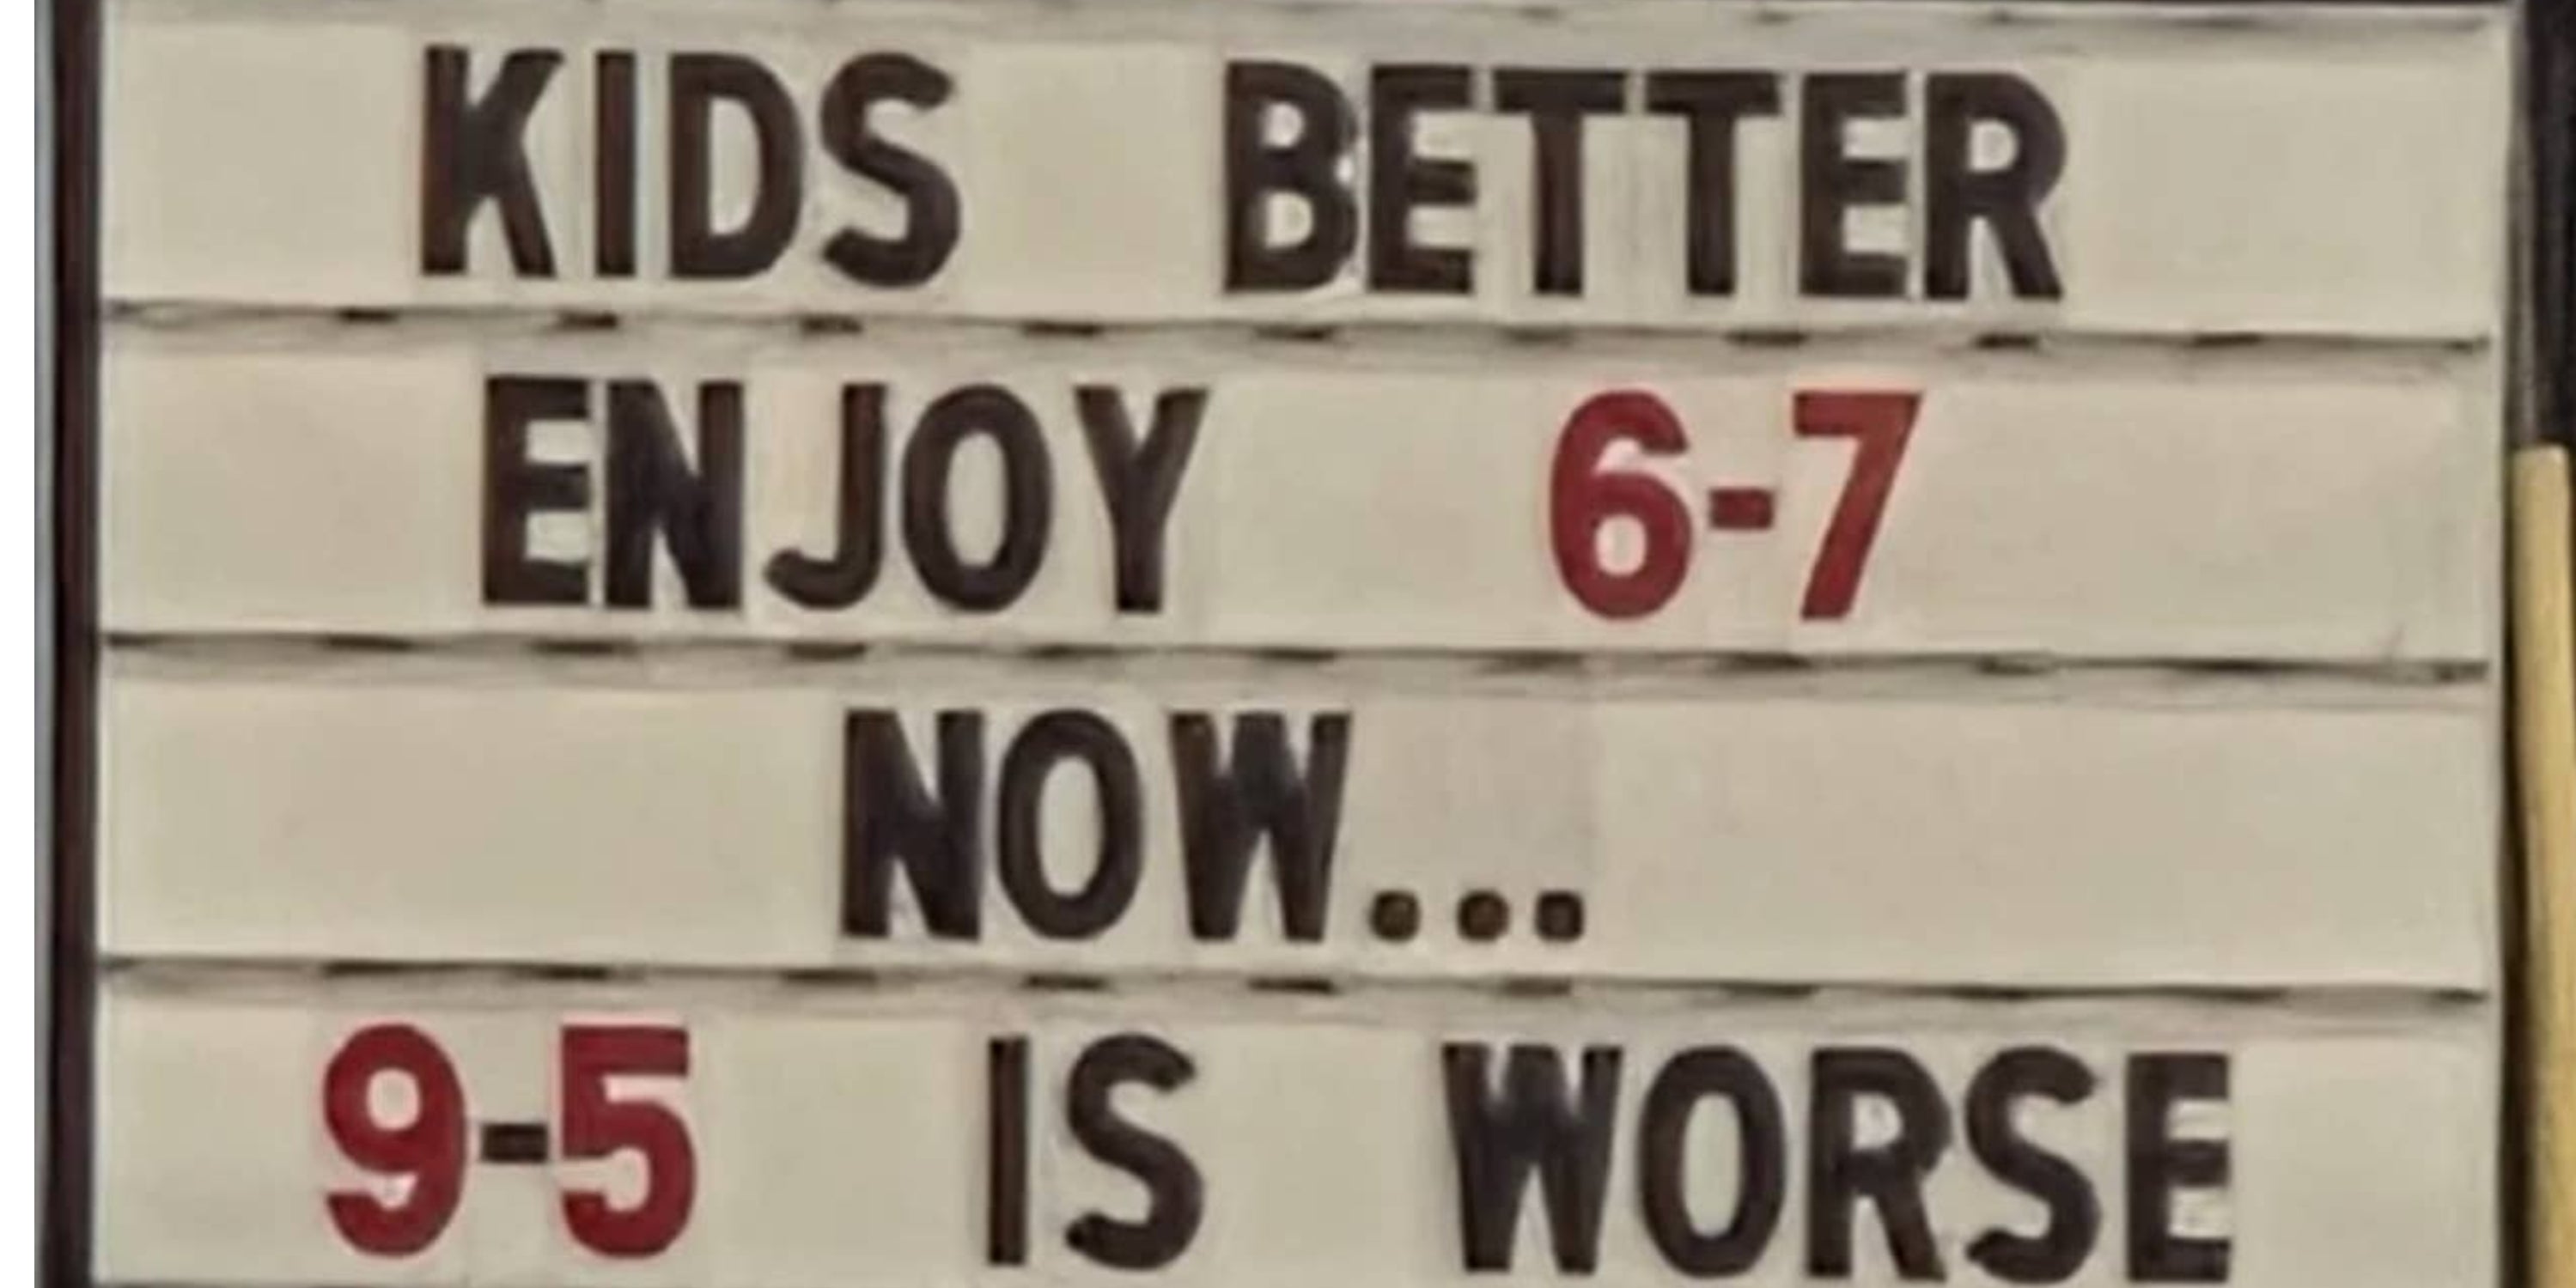 KIDS BETTER
ENJOY 6-7
NOW...
9-5 IS WORSE